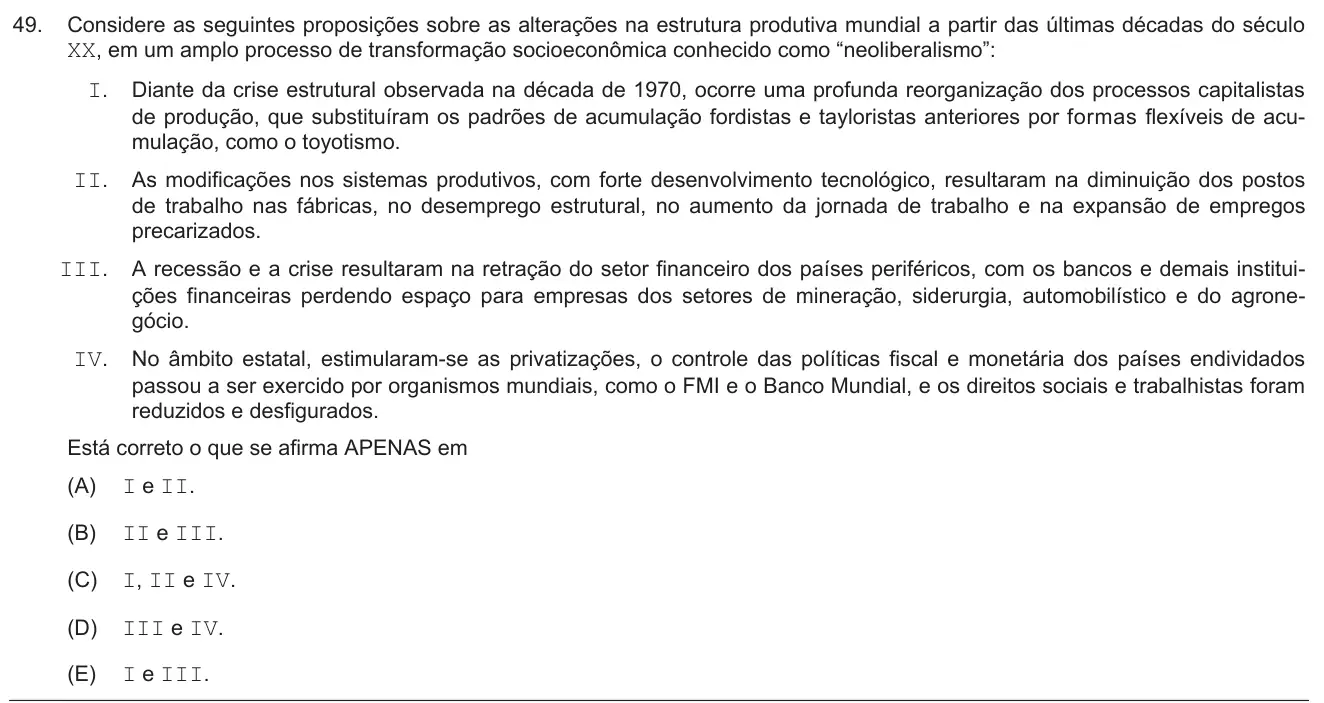 49. Considere as seguintes proposições sobre as alterações na estrutura produtiva mundial a partir das últimas décadas do século
XX, em um amplo processo de transformação socioeconômica conhecido como “neoliberalismo”:
I. Diante da crise estrutural observada na década de 1970, ocorre uma profunda reorganização dos processos capitalistas
de produção, que substituíram os padrões de acumulação fordistas e tayloristas anteriores por formas flexíveis de acu-
mulação, como o toyotismo.
II. As modificações nos sistemas produtivos, com forte desenvolvimento tecnológico, resultaram na diminuição dos postos
de trabalho nas fábricas, no desemprego estrutural, no aumento da jornada de trabalho e na expansão de empregos
precarizados.
III. A recessão e a crise resultaram na retração do setor financeiro dos países periféricos, com os bancos e demais institui-
ções financeiras perdendo espaço para empresas dos setores de mineração, siderurgia, automobilístico e do agrone-
gócio.
IV. No âmbito estatal, estimularam-se as privatizações, o controle das políticas fiscal e monetária dos países endividados
passou a ser exercido por organismos mundiais, como o FMI e o Banco Mundial, e os direitos sociais e trabalhistas foram
reduzidos e desfigurados.
Está correto o que se afirma APENAS em
(A) I e II.
(B) II e III.
(C) I, II e IV.
(D) III e IV.
(E) I e III.